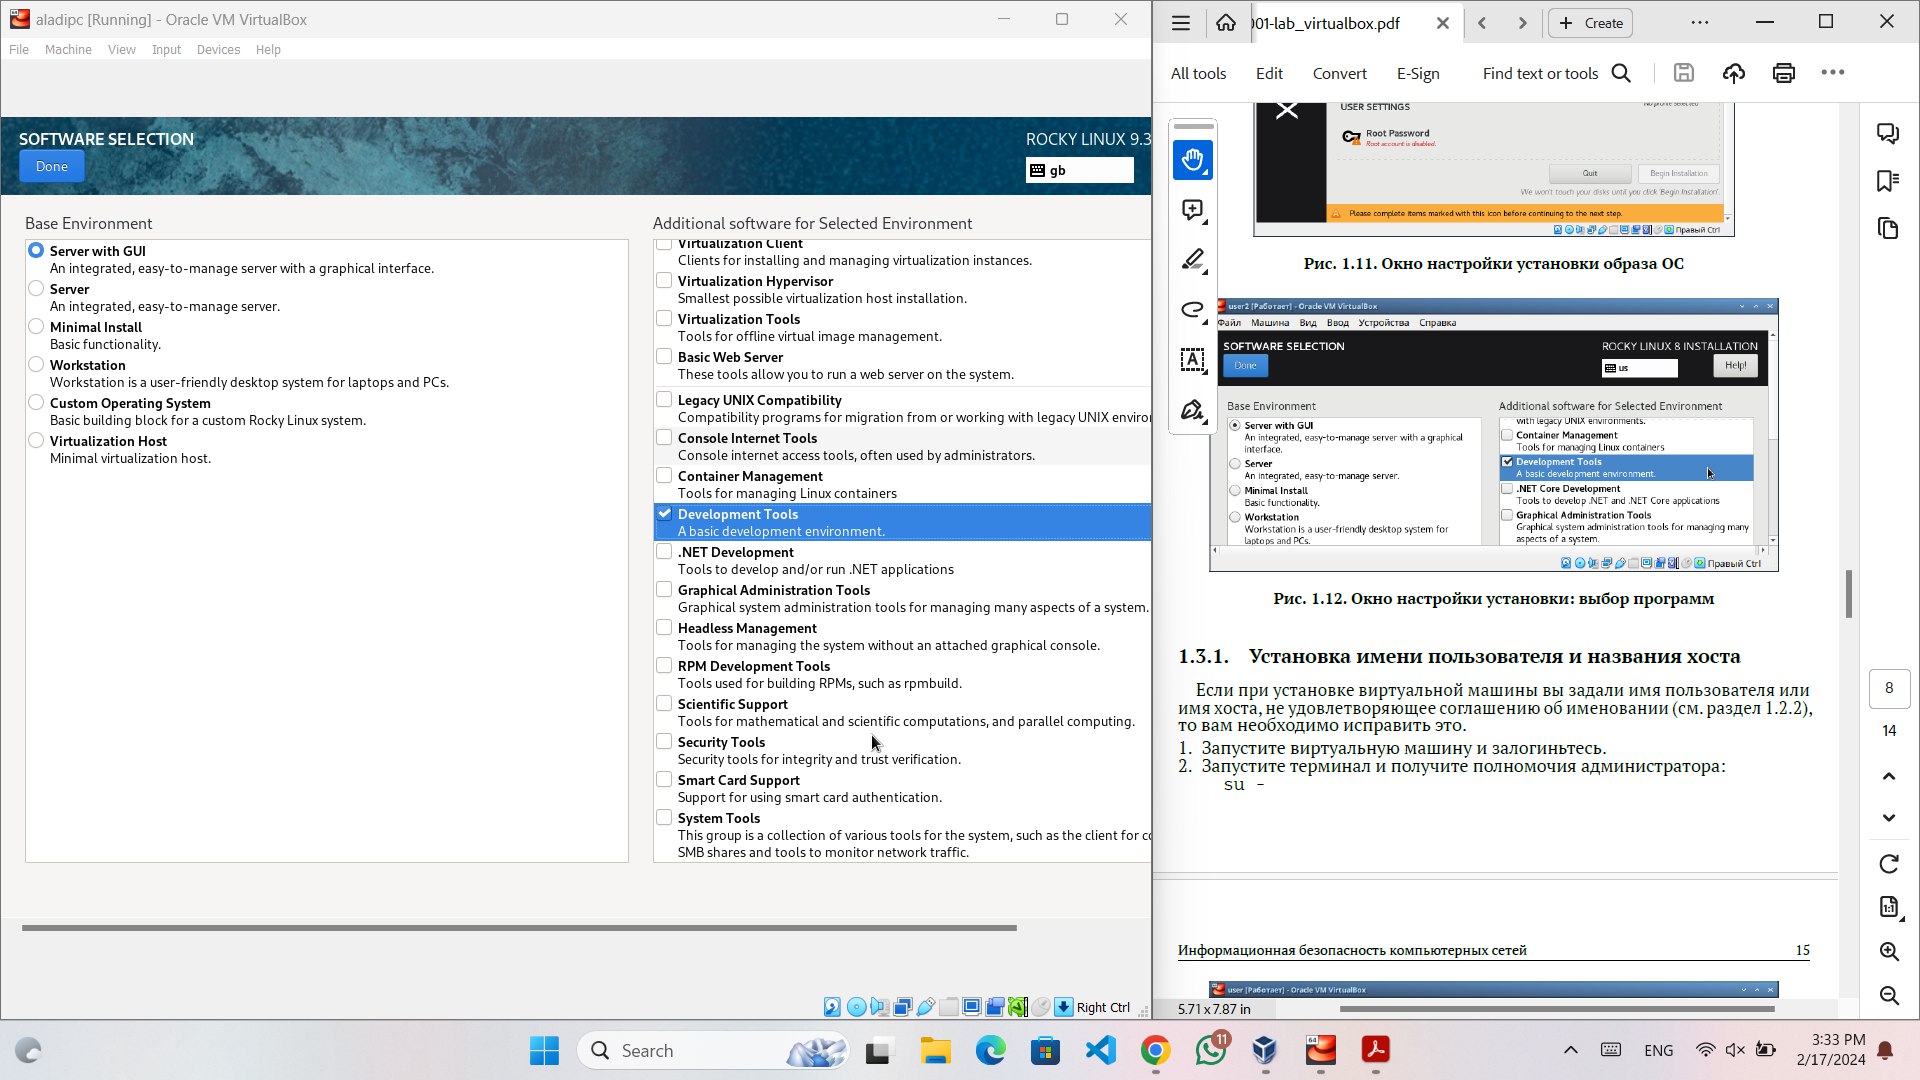 aladipc [Running] - Oracle VM VirtualBox
File Machine View Input Devices Help
SOFTWARE SELECTION
ROCKY LINUX 9.3
Done
gb
Base Environment
Server with GUI
An integrated, easy-to-manage server with a graphical interface.
Server
An integrated, easy-to-manage server.
Minimal Install
Basic functionality.
Workstation
Workstation is a user-friendly desktop system for laptops and PCs.
Custom Operating System
Basic building block for a custom Rocky Linux system.
Virtualization Host
Minimal virtualization host.
Additional software for Selected Environment
Virtualization Client
Clients for installing and managing virtualization instances.
Virtualization Hypervisor
Smallest possible virtualization host installation.
Virtualization Tools
Tools for offline virtual image management.
Basic Web Server
These tools allow you to run a web server on the system.
Legacy UNIX Compatibility
Compatibility programs for migration from or working with legacy UNIX enviro
Console Internet Tools
Console internet access tools, often used by administrators.
Container Management
Tools for managing Linux containers
Development Tools
A basic development environment.
.NET Development
Tools to develop and/or run .NET applications
Graphical Administration Tools
Graphical system administration tools for managing many aspects of a system.
Headless Management
Tools for managing the system without an attached graphical console.
RPM Development Tools
Tools used for building RPMs, such as rpmbuild.
Scientific Support
Tools for mathematical and scientific computations, and parallel computing.
Security Tools
Security tools for integrity and trust verification.
Smart Card Support
Support for using smart card authentication.
System Tools
This group is a collection of various tools for the system, such as the client for c
SMB shares and tools to monitor network traffic.
Right Ctrl
001-lab_virtualbox.pdf
Create
All tools Edit Convert E-Sign Find text or tools
USER SETTINGS
No profile selected
Root Password
Root account is disabled.
Quit
Begin Installation
We won't touch your disks until you click 'Begin Installation'.
Please complete items marked with this icon before continuing to the next step.
Правый Ctrl
Рис. 1.11. Окно настройки установки образа ОС
user2 [Работает] - Oracle VM VirtualBox
Файл Машина Вид Ввод Устройства Справка
SOFTWARE SELECTION
ROCKY LINUX 8 INSTALLATION
Done
us
Help!
Base Environment
Server with GUI
An integrated, easy-to-manage server with a graphical
interface.
Server
An integrated, easy-to-manage server.
Minimal Install
Basic functionality.
Workstation
Workstation is a user-friendly desktop system for
laptops and PCs.
Additional software for Selected Environment
with legacy UNIX environments.
Container Management
Tools for managing Linux containers
Development Tools
A basic development environment.
.NET Core Development
Tools to develop .NET and .NET Core applications
Graphical Administration Tools
Graphical system administration tools for managing many
aspects of a system.
Правый Ctrl
Рис. 1.12. Окно настройки установки: выбор программ
1.3.1. Установка имени пользователя и названия хоста
Если при установке виртуальной машины вы задали имя пользователя или
имя хоста, не удовлетворяющее соглашению об именовании (см. раздел 1.2.2),
то вам необходимо исправить это.
1. Запустите виртуальную машину и залогиньтесь.
2. Запустите терминал и получите полномочия администратора:
su -
Информационная безопасность компьютерных сетей 15
user [Работает] - Oracle VM VirtualBox
5.71 x 7.87 in
8
14
1:1
Search
64
11
ENG
3:33 PM
2/17/2024